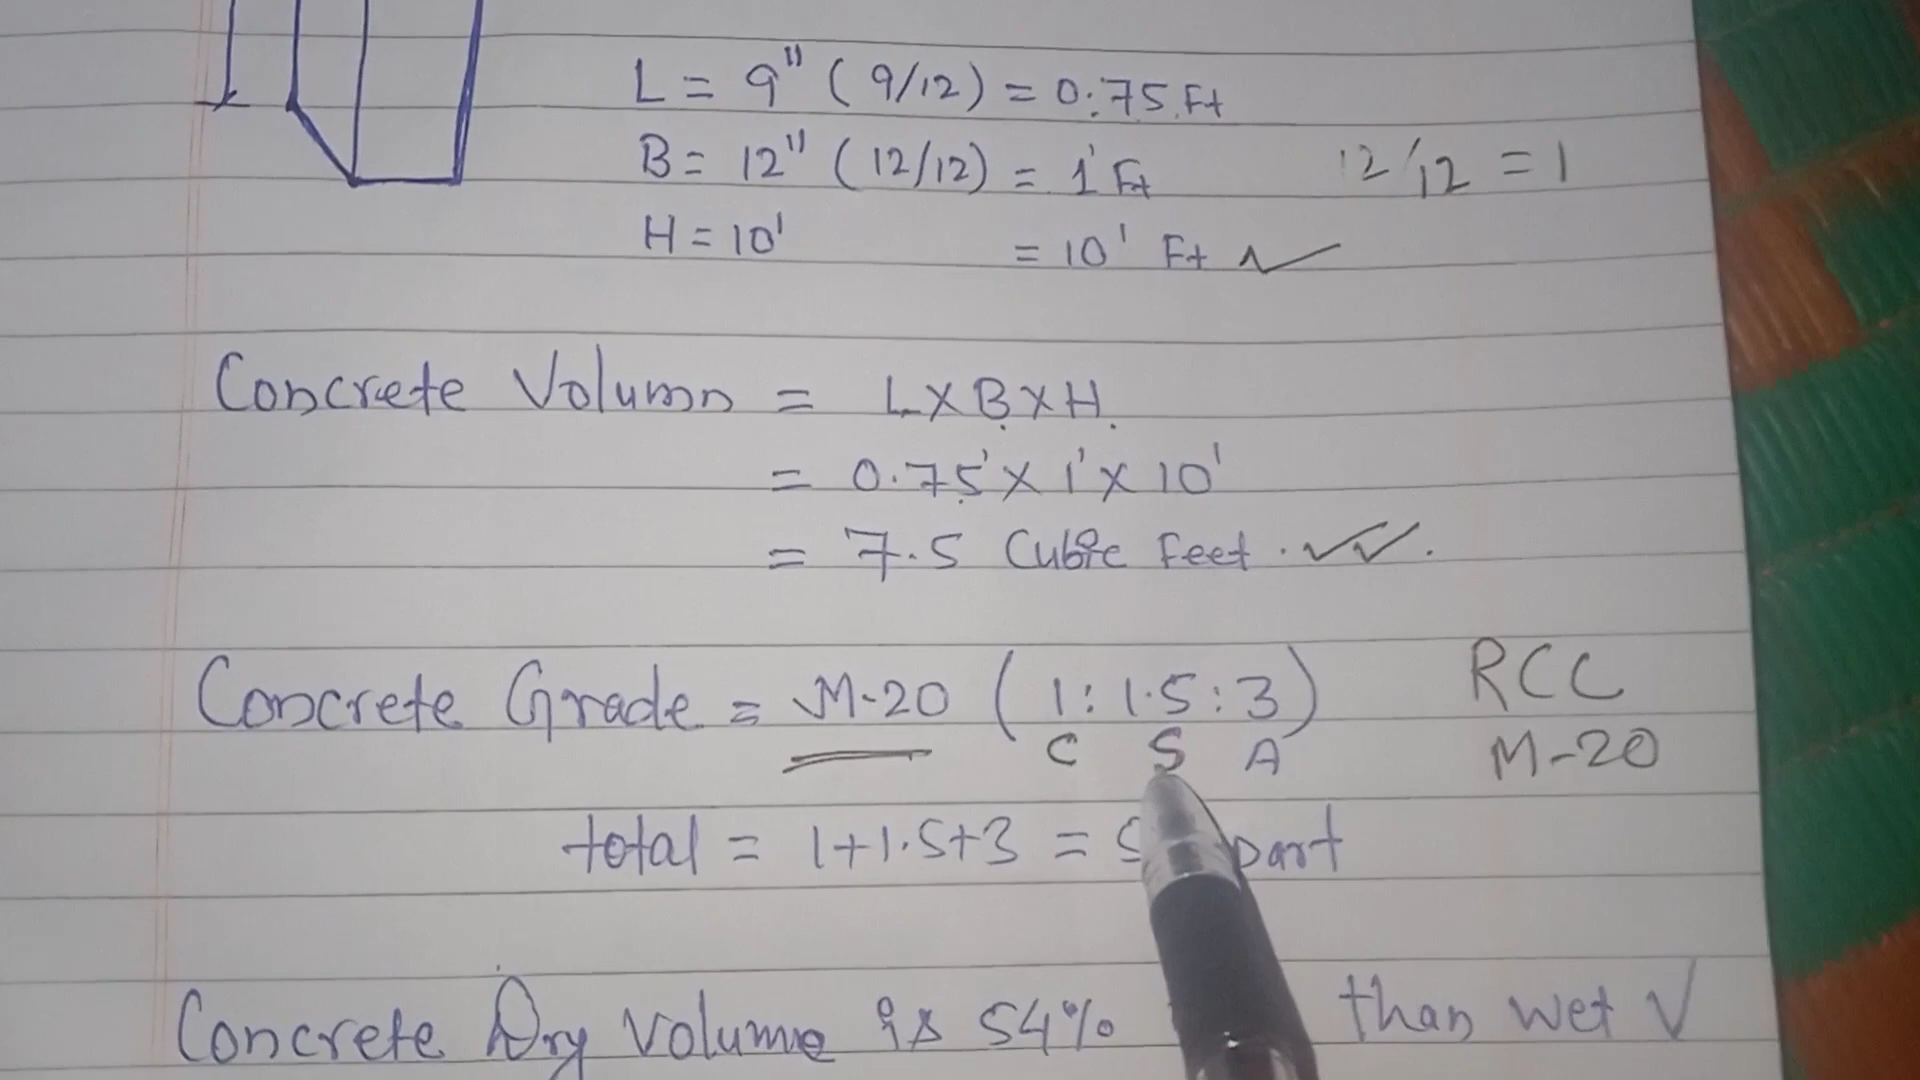 L = 9" (9/12) = 0.75 Ft
B = 12" (12/12) = 1' Ft 12/12 = 1
H = 10' = 10' Ft
Concrete Volumn = L X B X H
= 0.75' X 1' X 10'
= 7.5 Cubic Feet.
Concrete Grade = M-20 (1:1.5:3) RCC
C S A M-20
total = 1+1.5+3 = part
Concrete Dry Volume is 54% than wet V